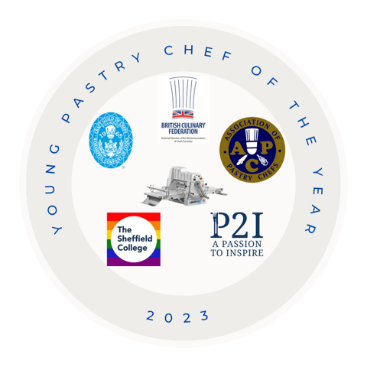 YOUNG PASTRY CHEF OF THE YEAR
BRITISH CULINARY
FEDERATION
ASSOCIATION OF
APC
PASTRY CHEFS
The
Sheffield
College
P2I
A PASSION
TO INSPIRE
2023